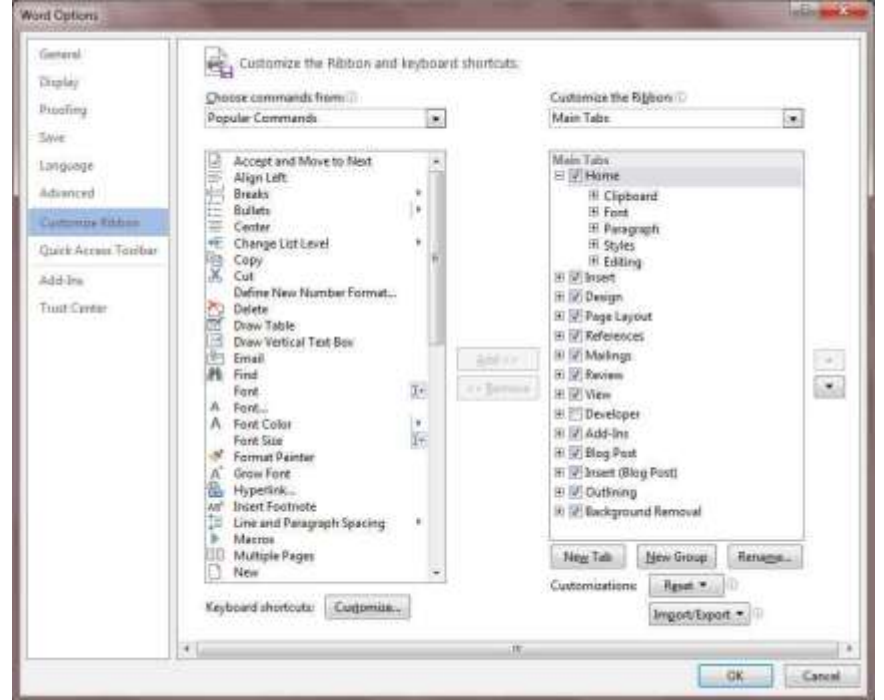 Word Options
General
Display
Proofing
Save
Language
Advanced
Customize Ribbon
Quick Access Toolbar
Add-Ins
Trust Center
Customize the Ribbon and keyboard shortcuts.
Choose commands from:
Popular Commands
Accept and Move to Next
Align Left
Breaks
Bullets
Center
Change List Level
Copy
Cut
Define New Number Format...
Delete
Draw Table
Draw Vertical Text Box
Email
Find
Font
Font...
Font Color
Font Size
Format Painter
Grow Font
Hyperlink...
Insert Footnote
Line and Paragraph Spacing
Macros
Multiple Pages
New
Keyboard shortcuts: Customize...
Add >>
<< Remove
Customize the Ribbon:
Main Tabs
Main Tabs
Home
Clipboard
Font
Paragraph
Styles
Editing
Insert
Design
Page Layout
References
Mailings
Review
View
Developer
Add-Ins
Blog Post
Insert (Blog Post)
Outlining
Background Removal
New Tab New Group Rename...
Customizations: Reset
Import/Export
OK Cancel